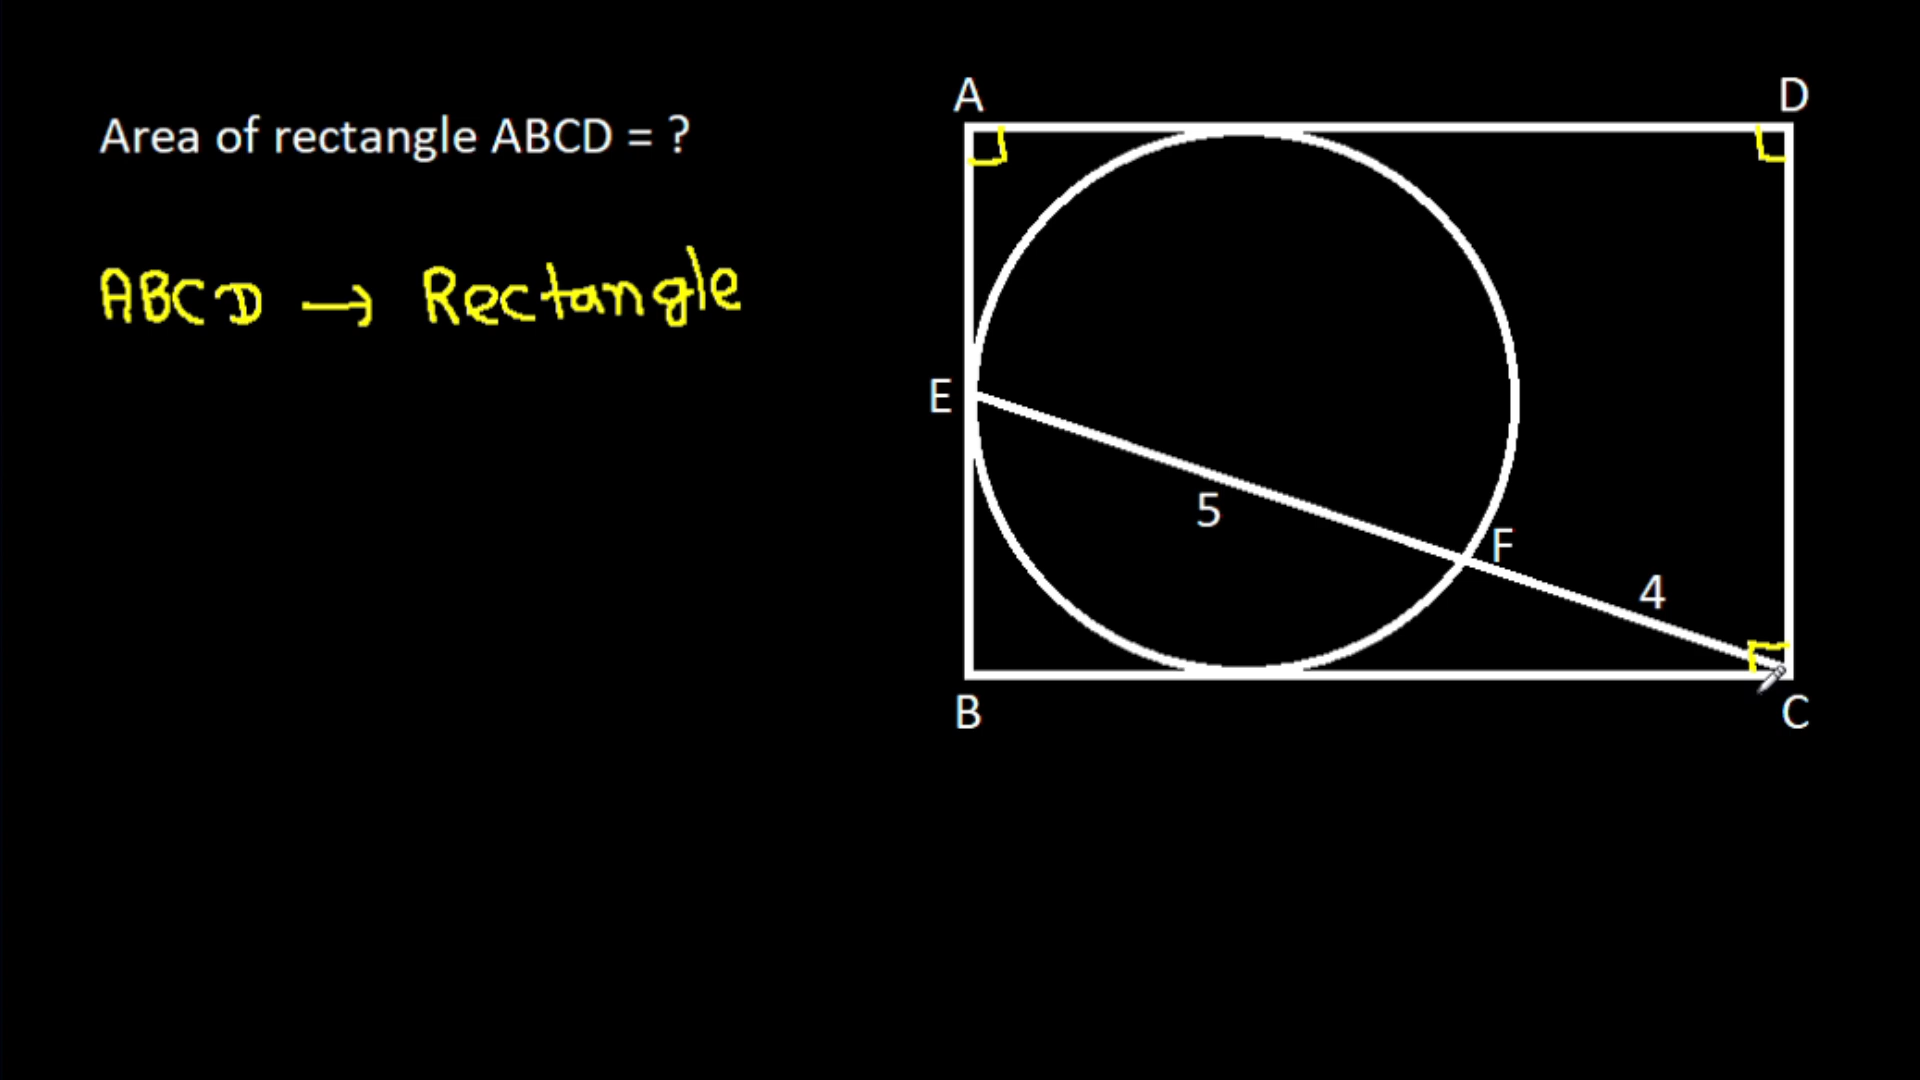 Area of rectangle ABCD = ?
ABCD → Rectangle
A
D
E
5
F
4
B
C